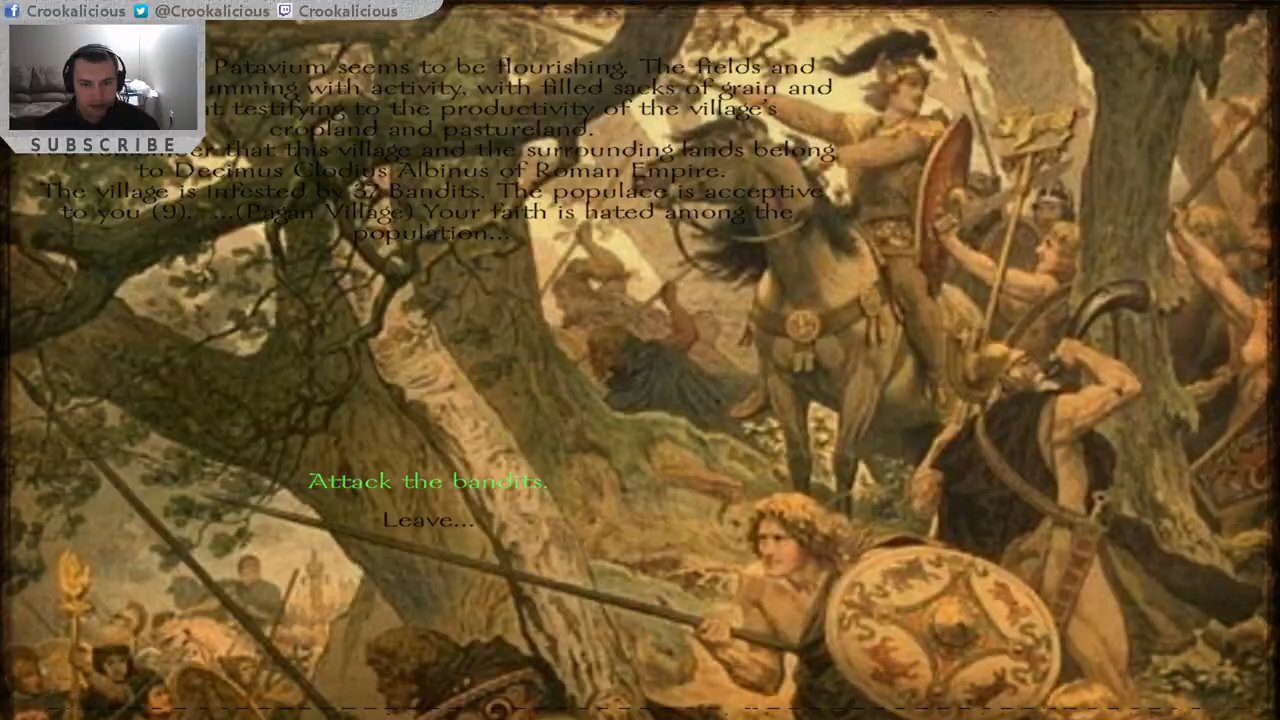 Crookalicious @Crookalicious Crookalicious
SUBSCRIBE
Patavium seems to be flourishing. The fields and
umming with activity, with filled sacks of grain and
t testifying to the productivity of the village's
cropland and pastureland.
that this village and the surrounding lands belong
to Decimus Clodius Albinus of Roman Empire.
The village is infested by 37 Bandits. The populace is acceptive
to you (9). ...(Pagan Village) Your faith is hated among the
population...
Attack the bandits.
Leave...